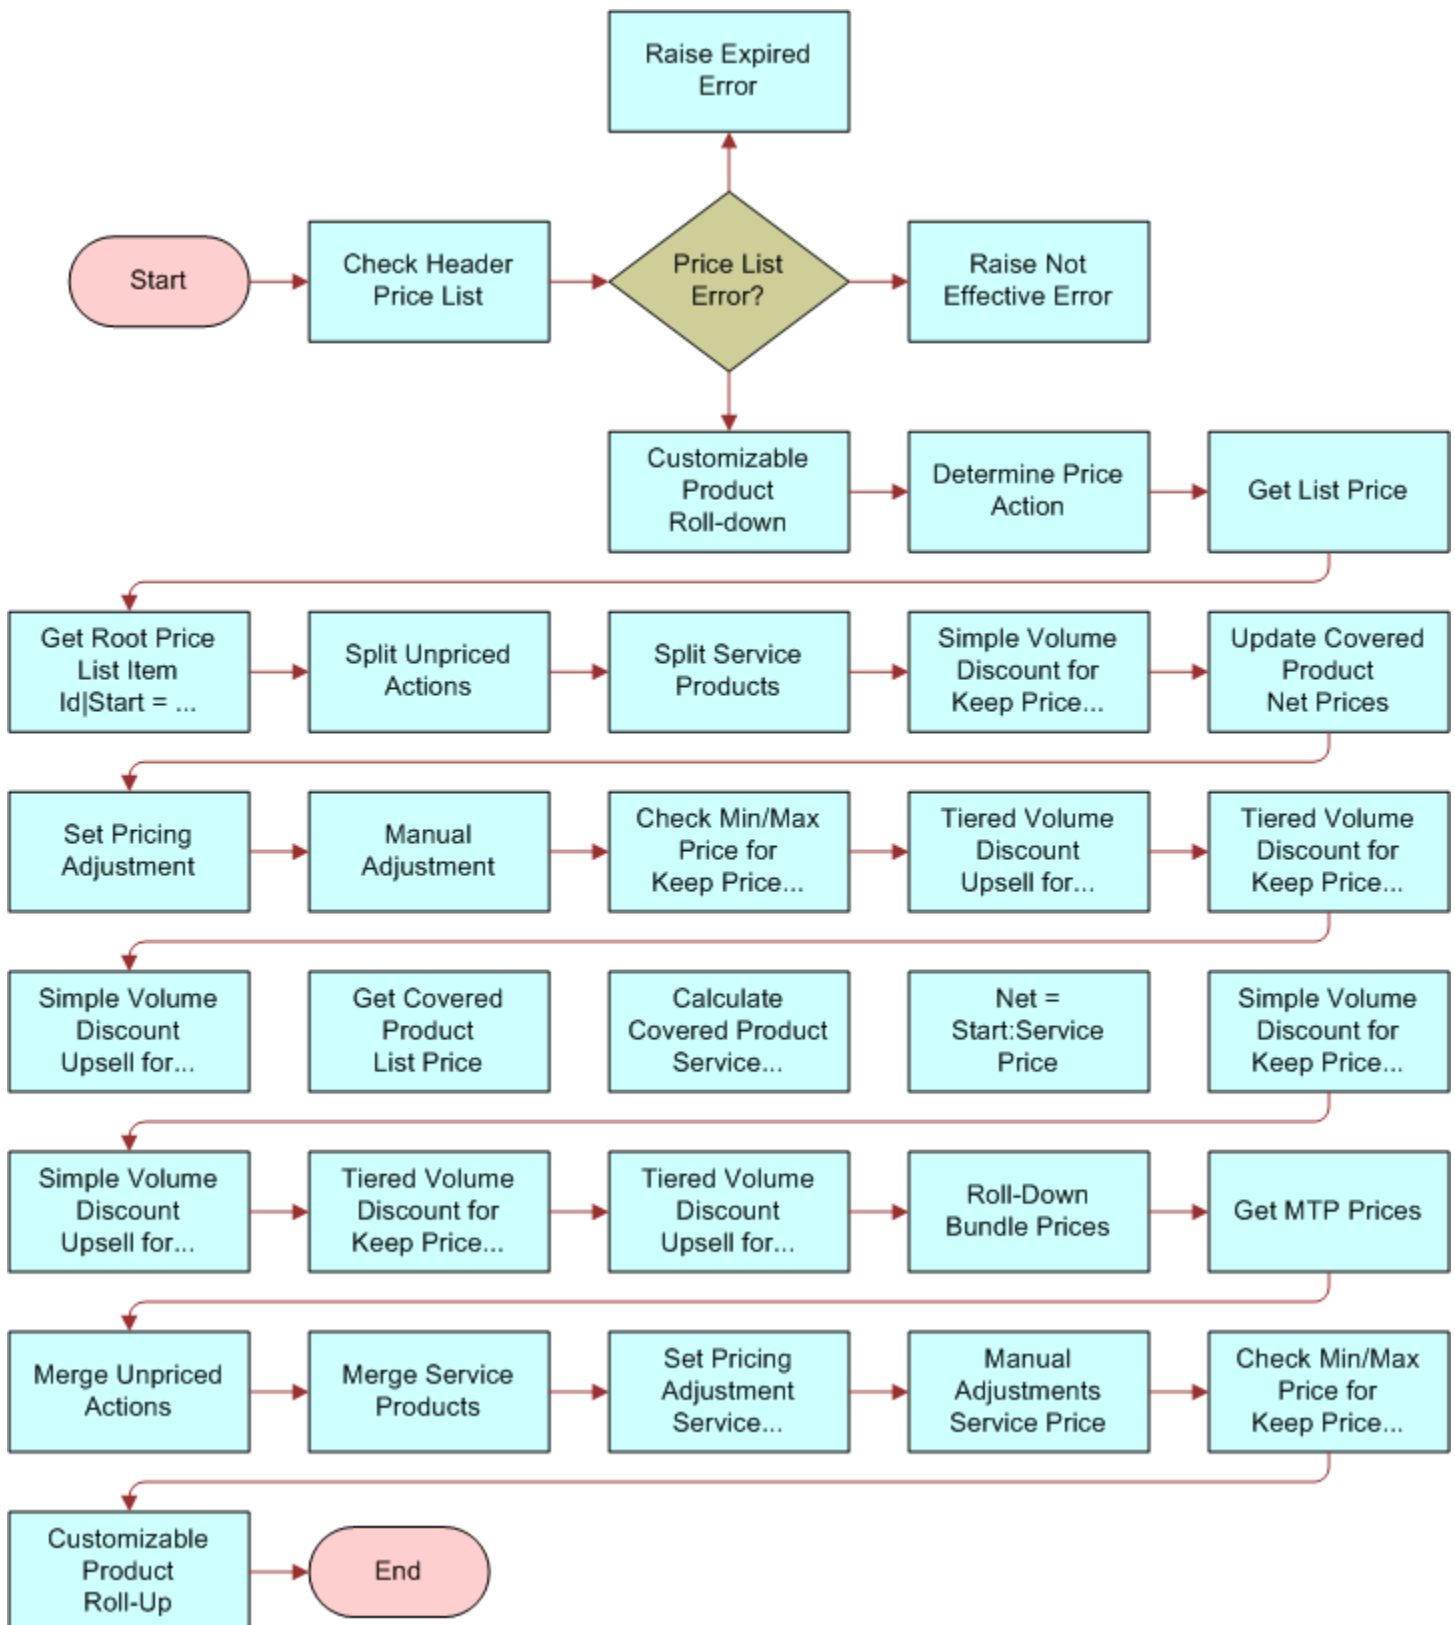 Raise Expired
Error
Start
Check Header
Price List
Price List
Error?
Raise Not
Effective Error
Customizable
Product
Roll-down
Determine Price
Action
Get List Price
Get Root Price
List Item
Id|Start = ...
Split Unpriced
Actions
Split Service
Products
Simple Volume
Discount for
Keep Price...
Update Covered
Product
Net Prices
Set Pricing
Adjustment
Manual
Adjustment
Check Min/Max
Price for
Keep Price...
Tiered Volume
Discount
Upsell for...
Tiered Volume
Discount for
Keep Price...
Simple Volume
Discount
Upsell for...
Get Covered
Product
List Price
Calculate
Covered Product
Service...
Net =
Start:Service
Price
Simple Volume
Discount for
Keep Price...
Simple Volume
Discount
Upsell for...
Tiered Volume
Discount for
Keep Price...
Tiered Volume
Discount
Upsell for...
Roll-Down
Bundle Prices
Get MTP Prices
Merge Unpriced
Actions
Merge Service
Products
Set Pricing
Adjustment
Service...
Manual
Adjustments
Service Price
Check Min/Max
Price for
Keep Price...
Customizable
Product
Roll-Up
End